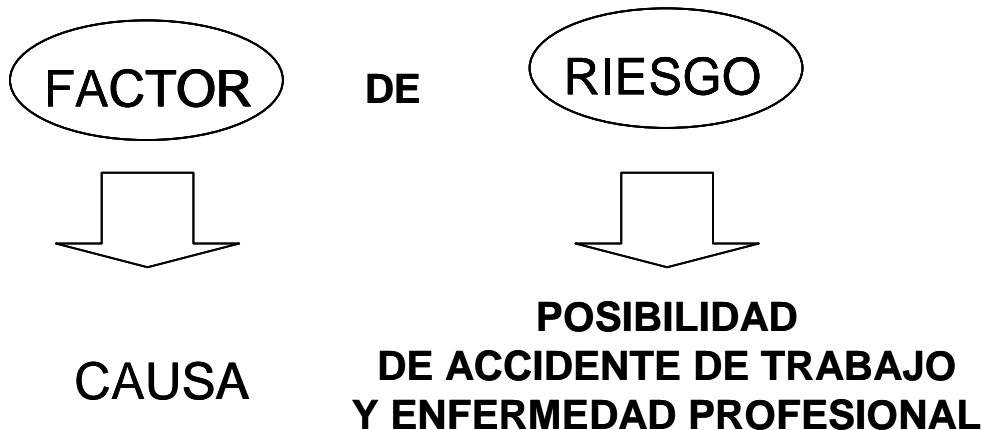 FACTOR DE RIESGO
CAUSA
POSIBILIDAD
DE ACCIDENTE DE TRABAJO
Y ENFERMEDAD PROFESIONAL